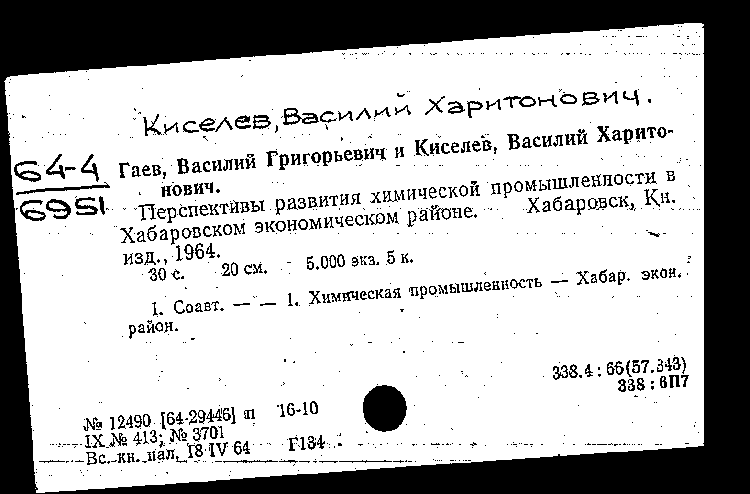 Киселев, Василий Харитонович.
64-4
6951
Гаев, Василий Григорьевич и Киселев, Василий Харито-
нович.
Перспективы развития химической промышленности в
Хабаровском экономическом районе. Хабаровск, Кн.
изд., 1964.
30 с. 20 см. 5.000 экз. 5 к.
1. Соавт. — — 1. Химическая промышленность — Хабар. экон.
район.
338.4 : 66(57.343)
338 : 6П7
№ 12490 [64-29446] п 16-10
IX № 413; № 3701
Вс. кн. пал. 18 IV 64 Г134